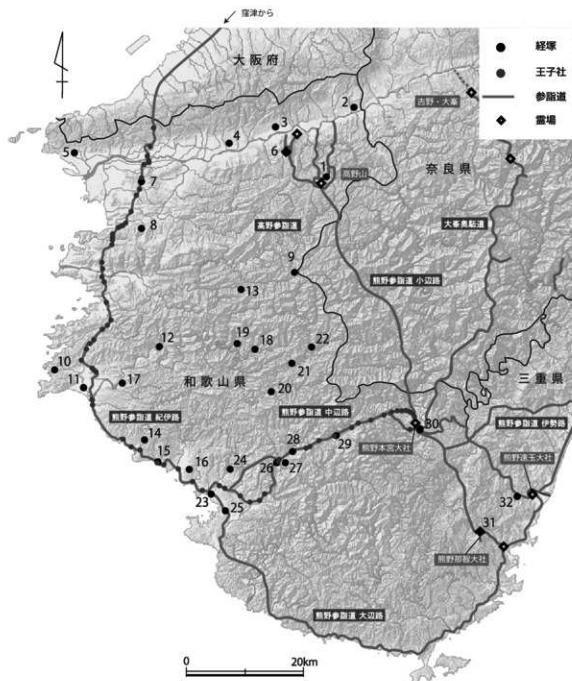 窪津から
大阪府
経塚
王子社
参詣道
霊場
吉野・大峯
2
3
4
5
6
1
高野山
奈良県
7
8
高野参詣道
大峯奥駈道
9
熊野参詣道 小辺路
13
10
12
19
18
22
21
三重県
11
17
和歌山県
20
熊野参詣道 紀伊路
熊野参詣道 中辺路
30
熊野参詣道 伊勢路
14
28
29
熊野本宮大社
15
16
24
26
27
熊野速玉大社
23
25
32
31
熊野那智大社
熊野参詣道 大辺路
0
20km